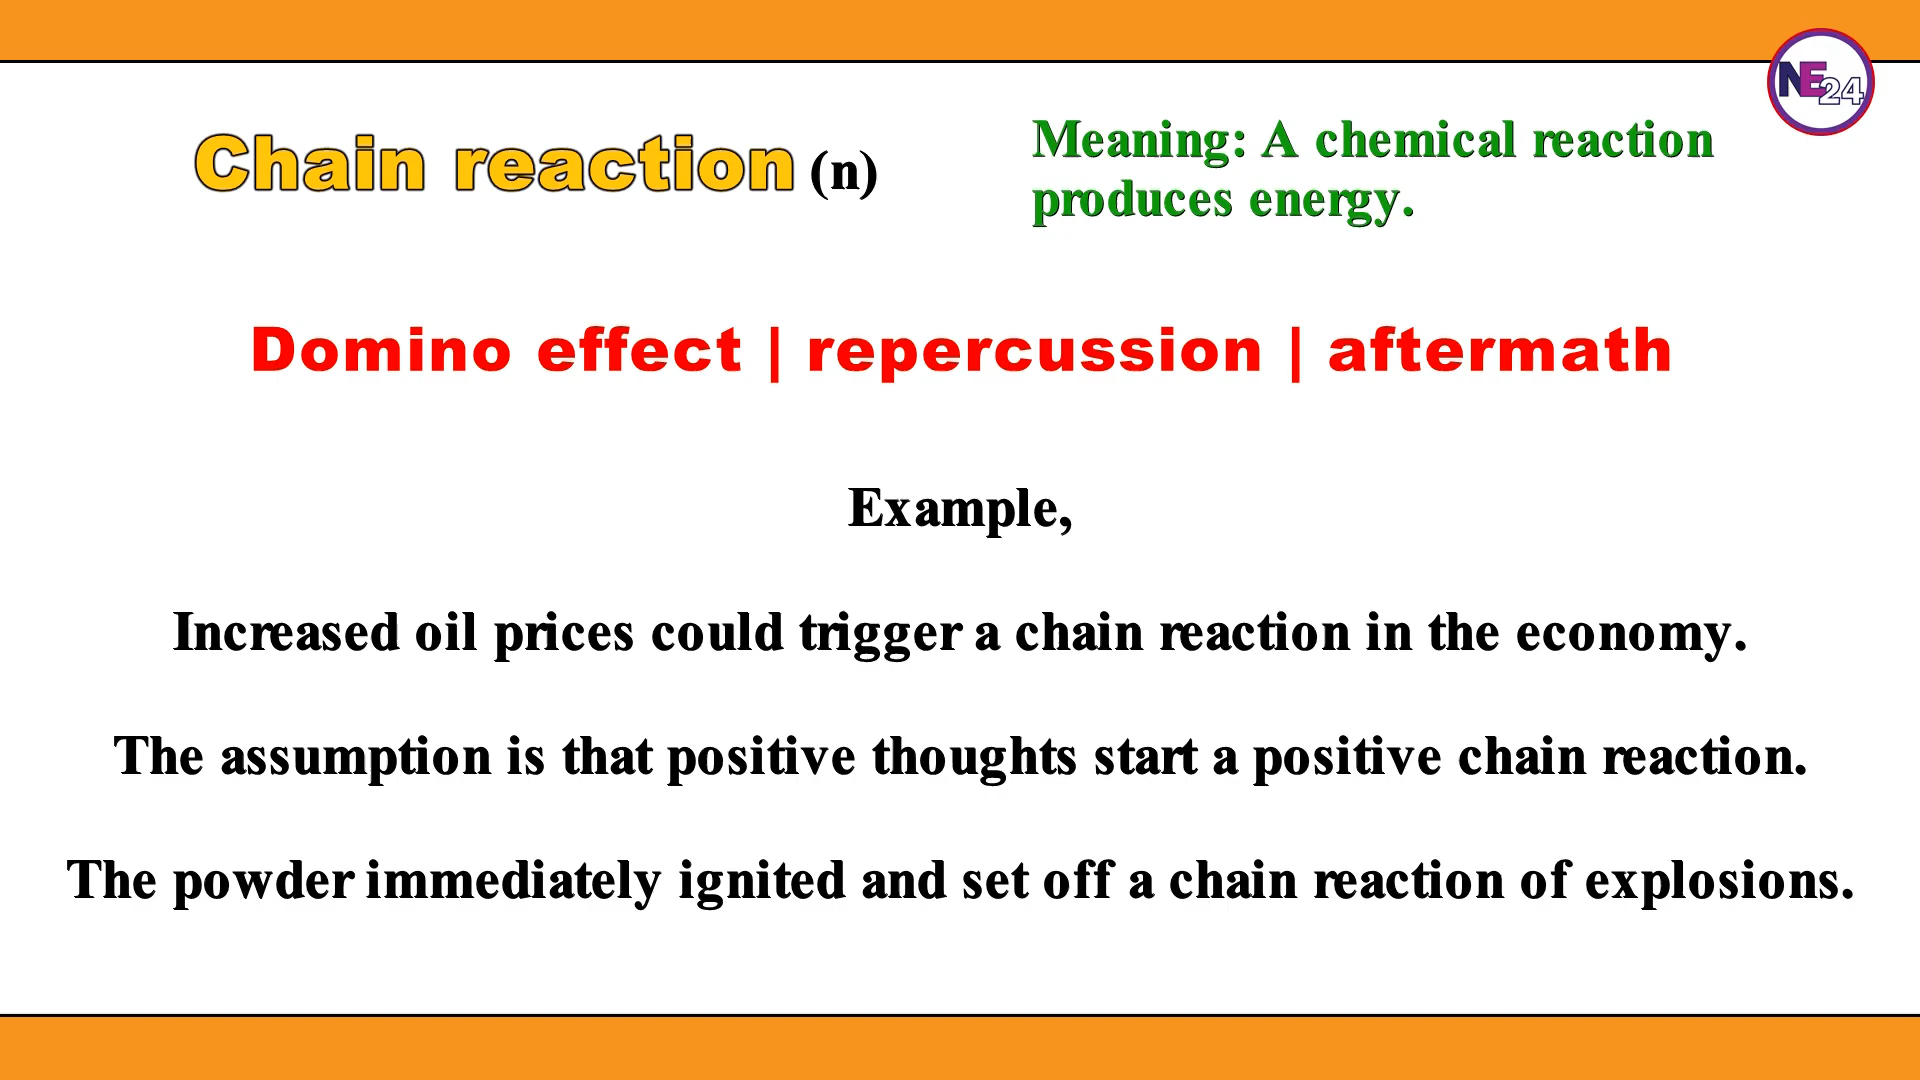 NE24
Chain reaction (n)
Meaning: A chemical reaction
produces energy.
Domino effect | repercussion | aftermath
Example,
Increased oil prices could trigger a chain reaction in the economy.
The assumption is that positive thoughts start a positive chain reaction.
The powder immediately ignited and set off a chain reaction of explosions.